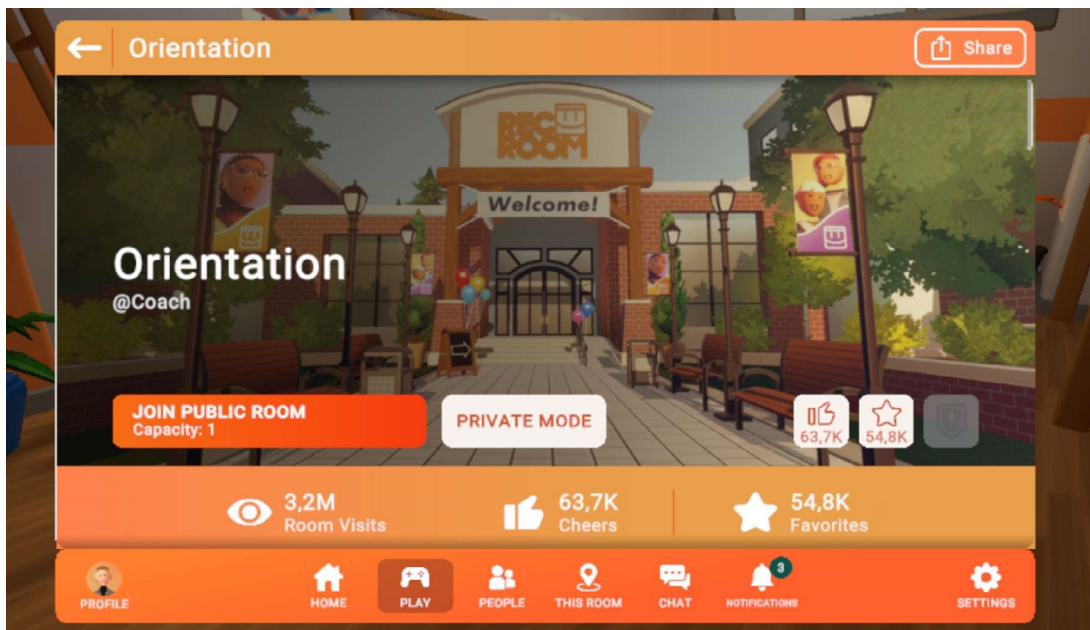 Orientation
Share
REC
ROOM
Welcome!
Orientation
@Coach
JOIN PUBLIC ROOM
Capacity: 1
PRIVATE MODE
63,7K
54,8K
3,2M
Room Visits
63,7K
Cheers
54,8K
Favorites
3
PROFILE
HOME
PLAY
PEOPLE
THIS ROOM
CHAT
NOTIFICATIONS
SETTINGS